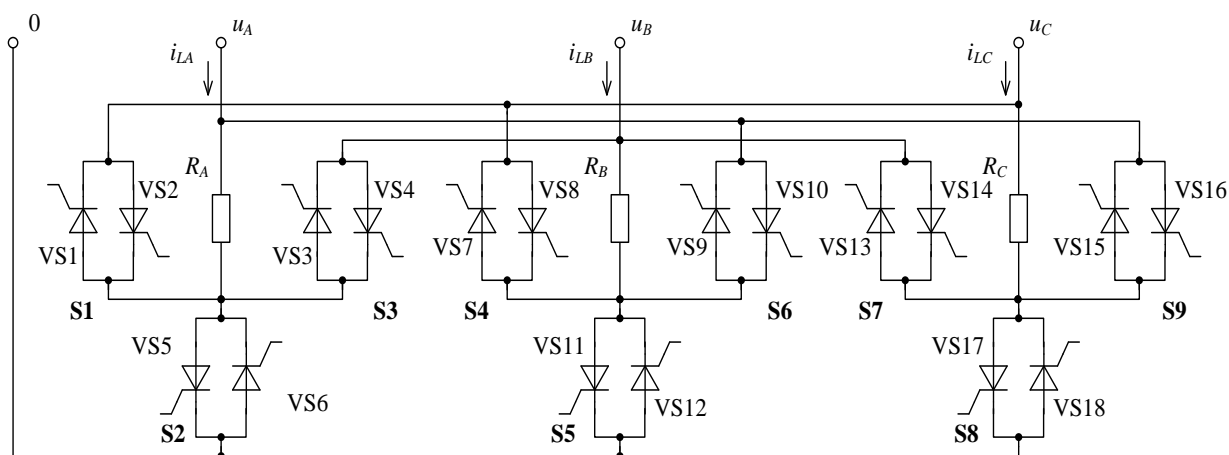 0 u_A u_B u_C
i_LA i_LB i_LC
R_A R_B R_C
VS2 VS4 VS8 VS10 VS14 VS16
VS1 VS3 VS7 VS9 VS13 VS15
S1 S3 S4 S6 S7 S9
VS5 VS11 VS17
VS6 VS12 VS18
S2 S5 S8